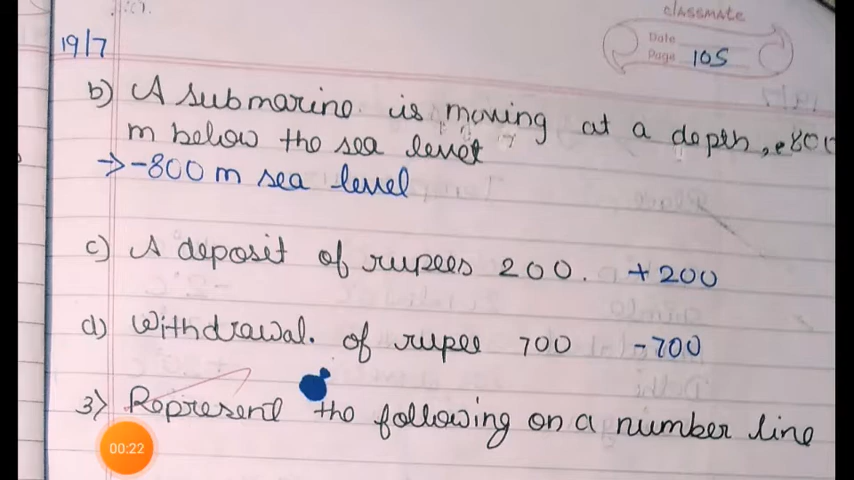 classmate
Date
Page 105
19/7
b) A submarine is moving at a depth, 800
m below the sea level
→ -800 m sea level
c) A deposit of rupees 200. +200
d) Withdrawal. of rupee 700 -700
3) Represent the following on a number line
00:22